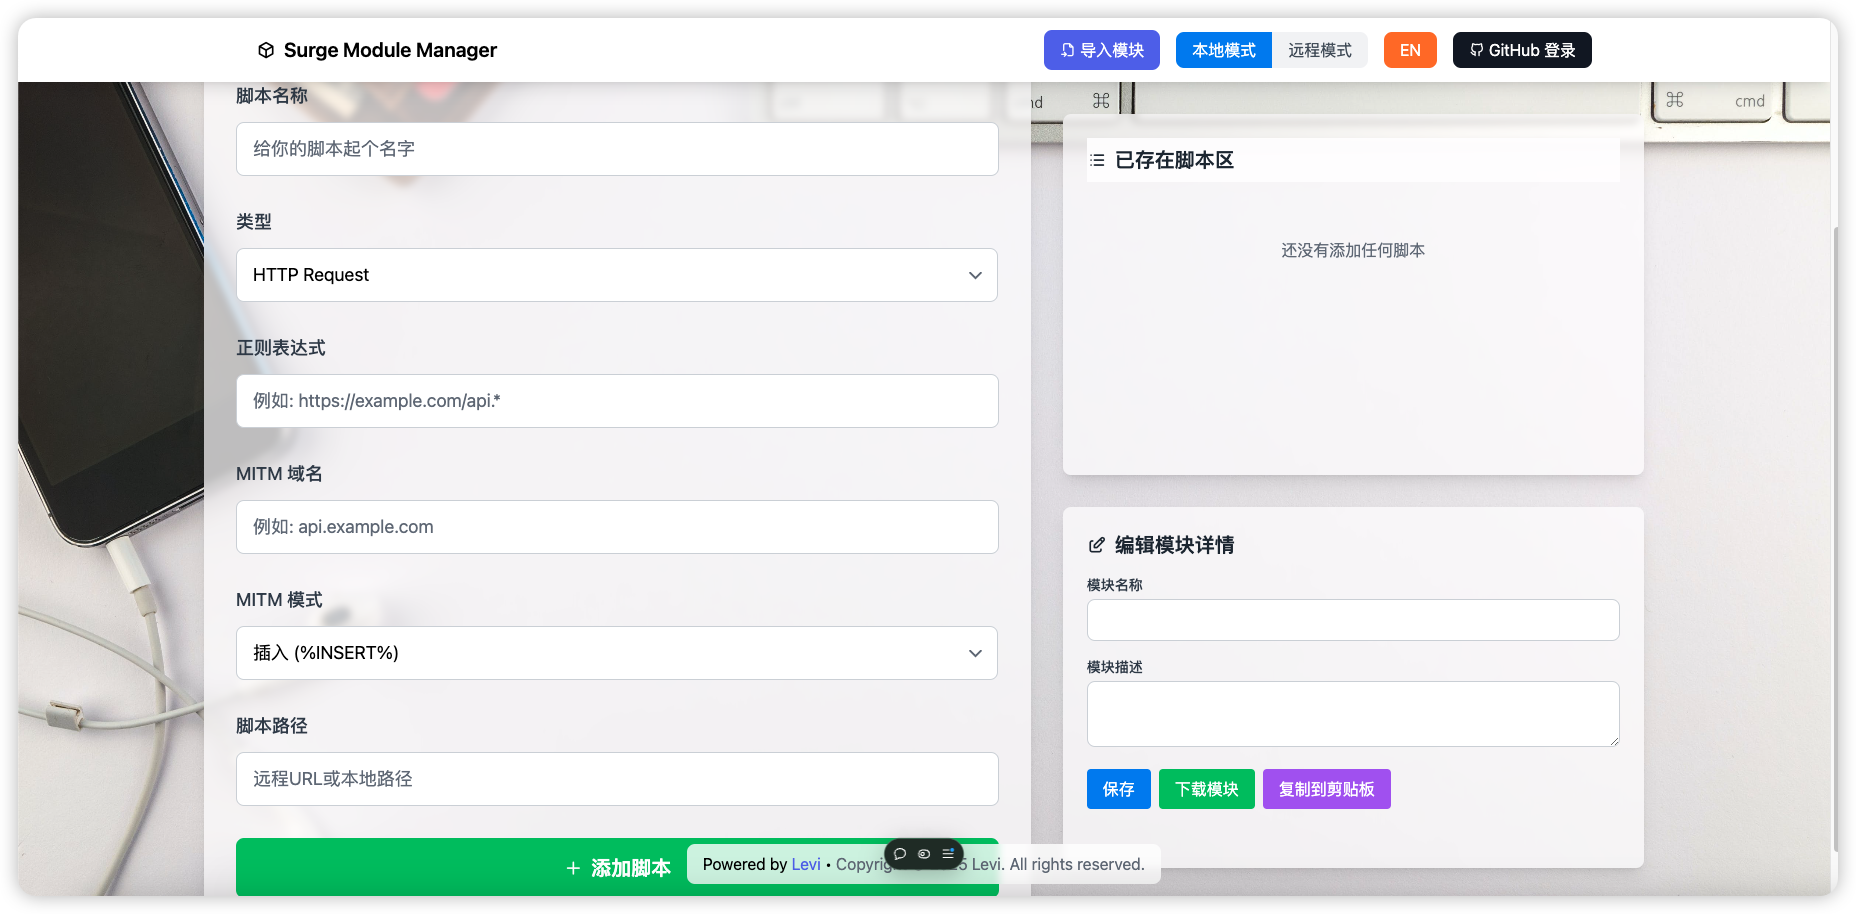 Surge Module Manager
导入模块
本地模式
远程模式
EN
GitHub 登录
脚本名称
给你的脚本起个名字
类型
HTTP Request
正则表达式
例如: https://example.com/api.*
MITM 域名
例如: api.example.com
MITM 模式
插入 (%INSERT%)
脚本路径
远程URL或本地路径
添加脚本
⌘
⌘ cmd
已存在脚本区
还没有添加任何脚本
编辑模块详情
模块名称
模块描述
保存
下载模块
复制到剪贴板
Powered by Levi • Levi. All rights reserved.